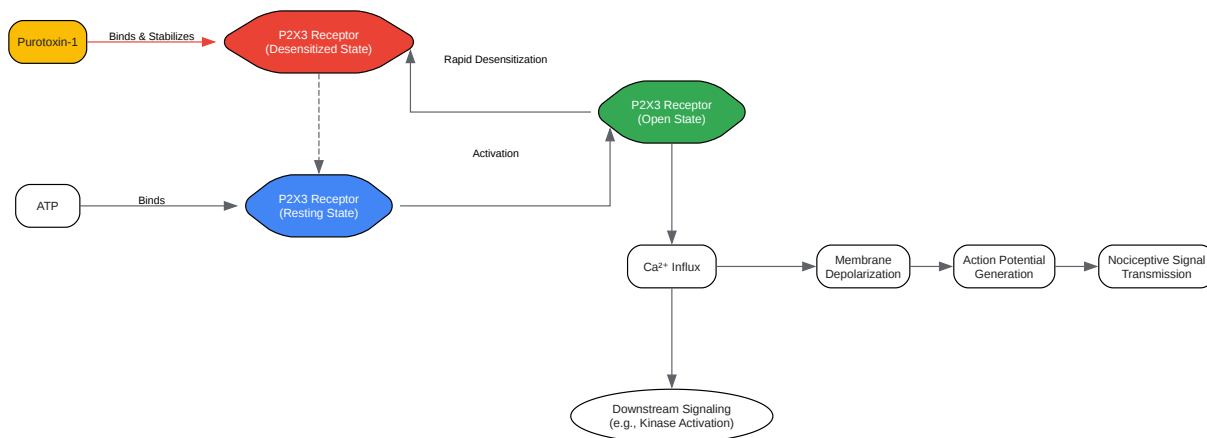 Purotoxin-1
Binds & Stabilizes
P2X3 Receptor
(Desensitized State)
Rapid Desensitization
P2X3 Receptor
(Open State)
Activation
ATP
Binds
P2X3 Receptor
(Resting State)
Ca²⁺ Influx
Membrane
Depolarization
Action Potential
Generation
Nociceptive Signal
Transmission
Downstream Signaling
(e.g., Kinase Activation)